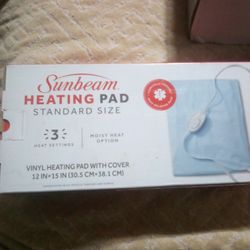 Sunbeam
HEATING PAD
STANDARD SIZE
3
HEAT SETTINGS
MOIST HEAT
OPTION
VINYL HEATING PAD WITH COVER
12 IN×15 IN (30.5 CM×38.1 CM)